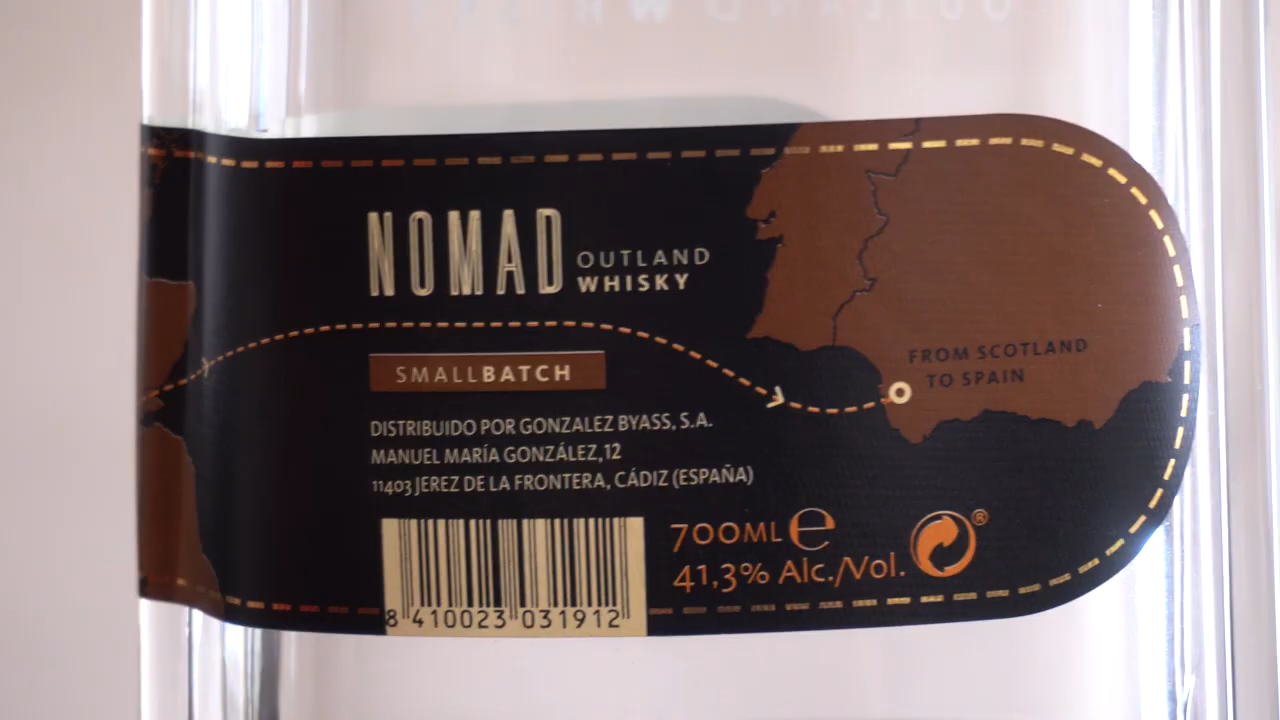 NOMAD OUTLAND
WHISKY
SMALLBATCH
FROM SCOTLAND
TO SPAIN
DISTRIBUIDO POR GONZALEZ BYASS, S.A.
MANUEL MARÍA GONZÁLEZ,12
11403 JEREZ DE LA FRONTERA, CÁDIZ (ESPAÑA)
700ML e
41,3% Alc./Vol.
®
8 410023 031912